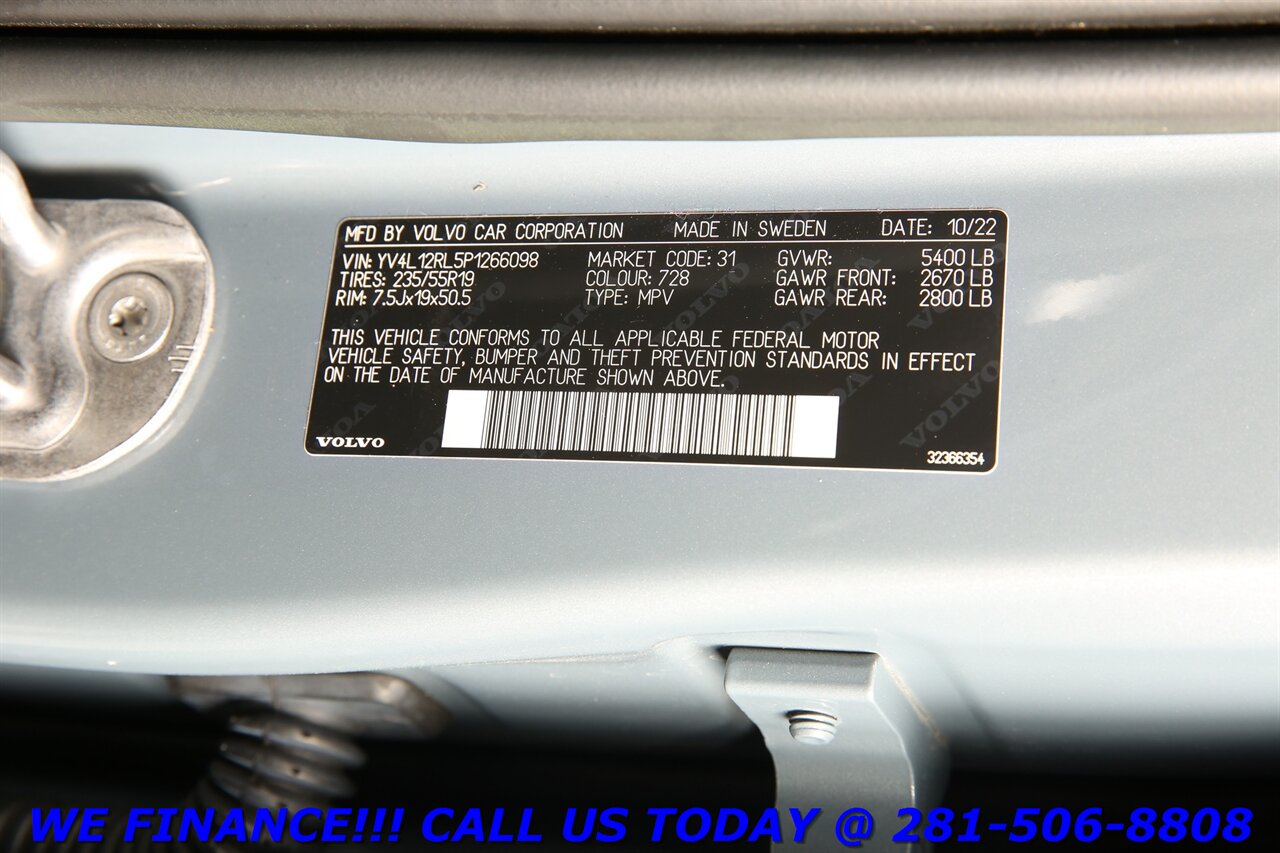 MFD BY VOLVO CAR CORPORATION MADE IN SWEDEN DATE: 10/22
VIN: YV4L12RL5P1266098 MARKET CODE: 31 GVWR: 5400 LB
TIRES: 235/55R19 COLOUR: 728 GAWR FRONT: 2670 LB
RIM: 7.5Jx19x50.5 TYPE: MPV GAWR REAR: 2800 LB
THIS VEHICLE CONFORMS TO ALL APPLICABLE FEDERAL MOTOR
VEHICLE SAFETY, BUMPER AND THEFT PREVENTION STANDARDS IN EFFECT
ON THE DATE OF MANUFACTURE SHOWN ABOVE.
VOLVO 32366354
WE FINANCE!!! CALL US TODAY @ 281-506-8808